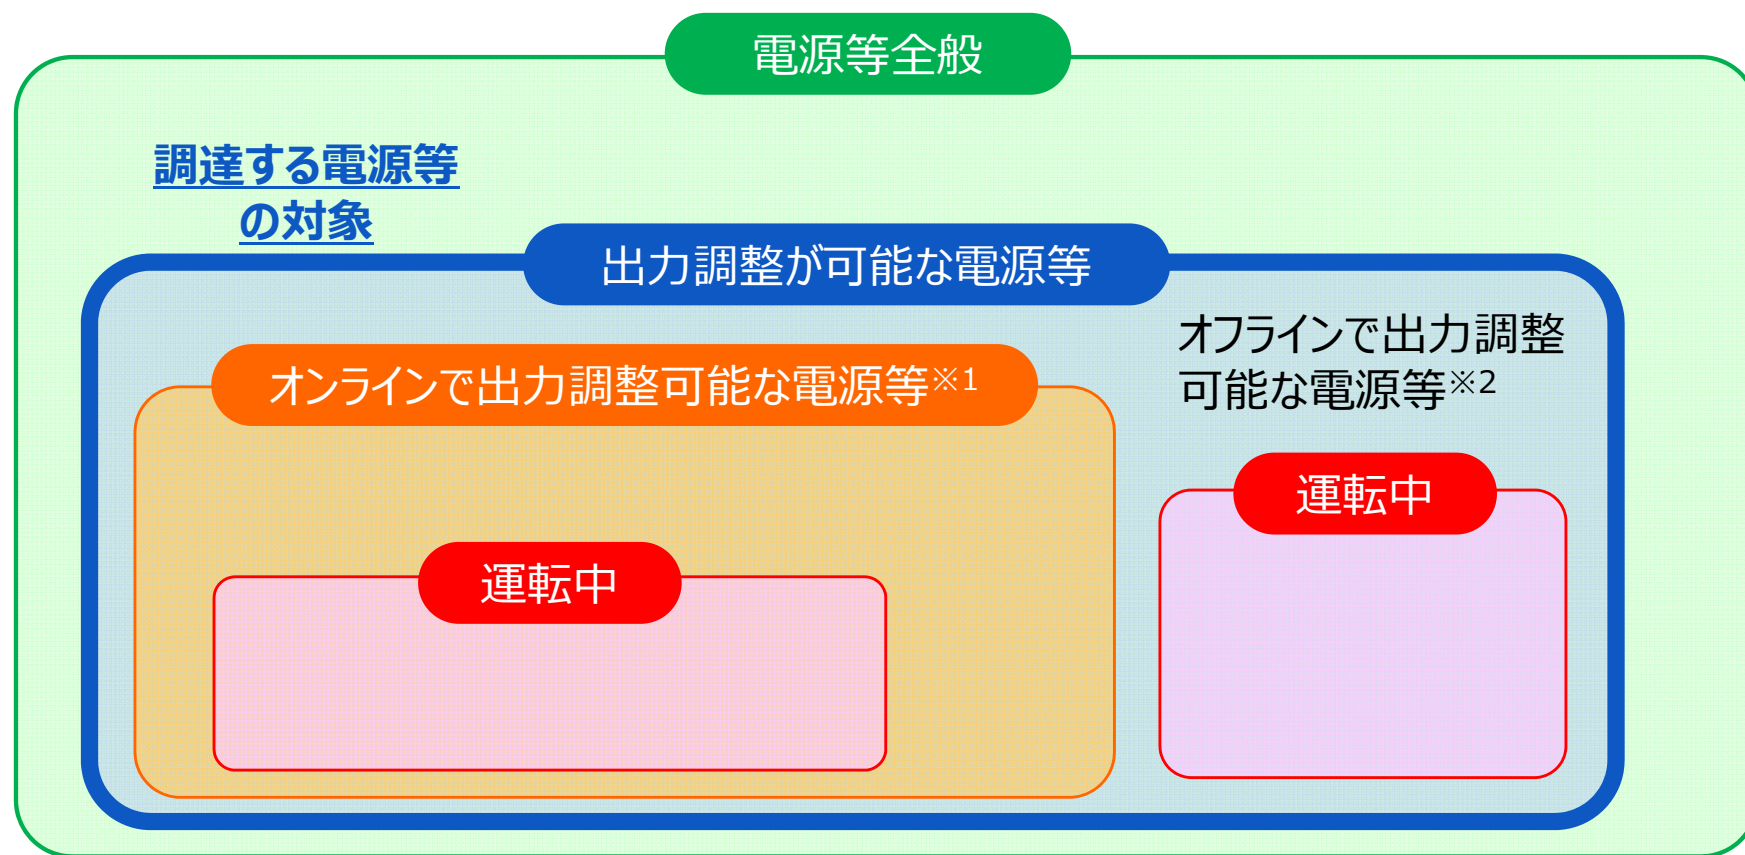 電源等全般
調達する電源等
の対象
出力調整が可能な電源等
オフラインで出力調整
可能な電源等※2
オンラインで出力調整可能な電源等※1
運転中
運転中